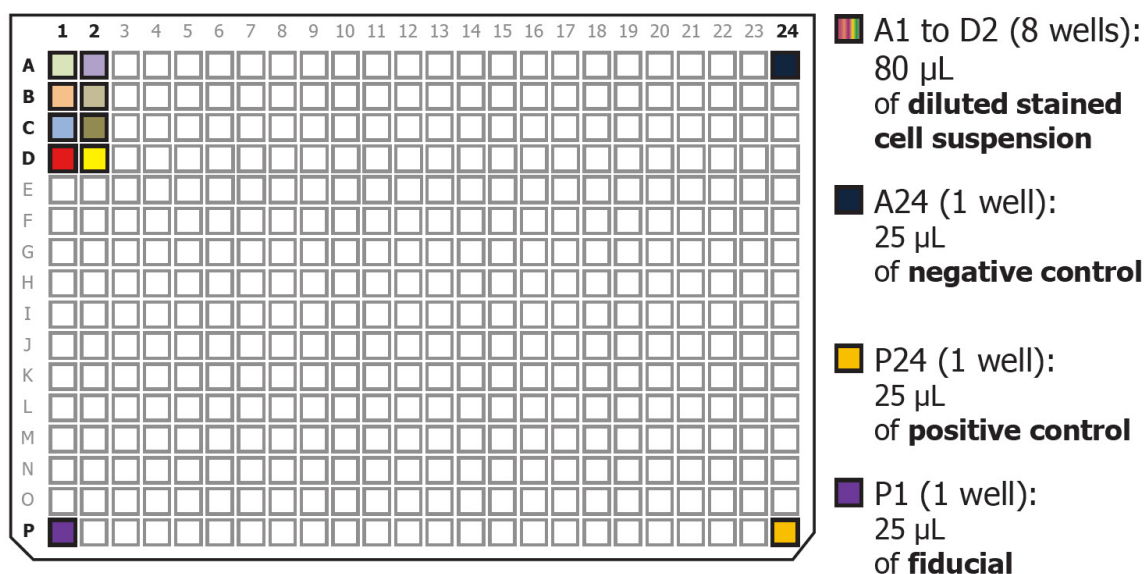 1 2 3 4 5 6 7 8 9 10 11 12 13 14 15 16 17 18 19 20 21 22 23 24
A
B
C
D
E
F
G
H
I
J
K
L
M
N
O
P
A1 to D2 (8 wells):
80 µL
of diluted stained
cell suspension
A24 (1 well):
25 µL
of negative control
P24 (1 well):
25 µL
of positive control
P1 (1 well):
25 µL
of fiducial